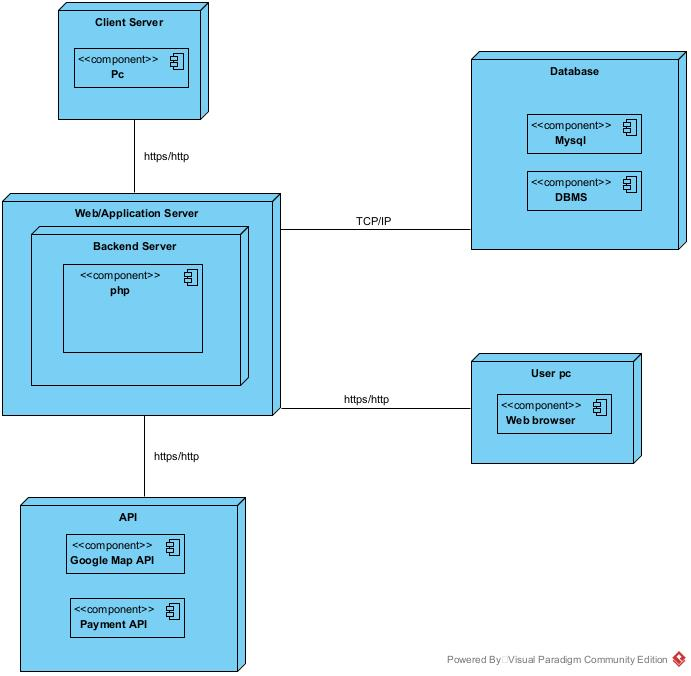 Client Server
<<component>>
Pc
https/http
Database
<<component>>
Mysql
<<component>>
DBMS
Web/Application Server
TCP/IP
Backend Server
<<component>>
php
https/http
User pc
<<component>>
Web browser
https/http
API
<<component>>
Google Map API
<<component>>
Payment API
Powered By Visual Paradigm Community Edition